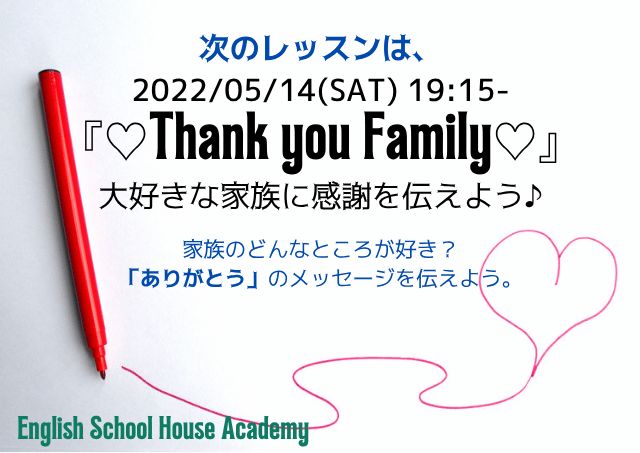 次のレッスンは、
2022/05/14(SAT) 19:15-
『♡Thank you Family♡』
大好きな家族に感謝を伝えよう♪
家族のどんなところが好き？
「ありがとう」のメッセージを伝えよう。
English School House Academy